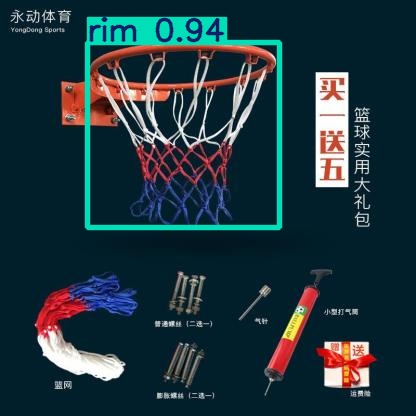 永动体育
YongDong Sports
rim 0.94
买一送五
篮球实用大礼包
普通螺丝（二选一）
气针
小型打气筒
篮网
膨胀螺丝（二选一）
赠 送
运费险